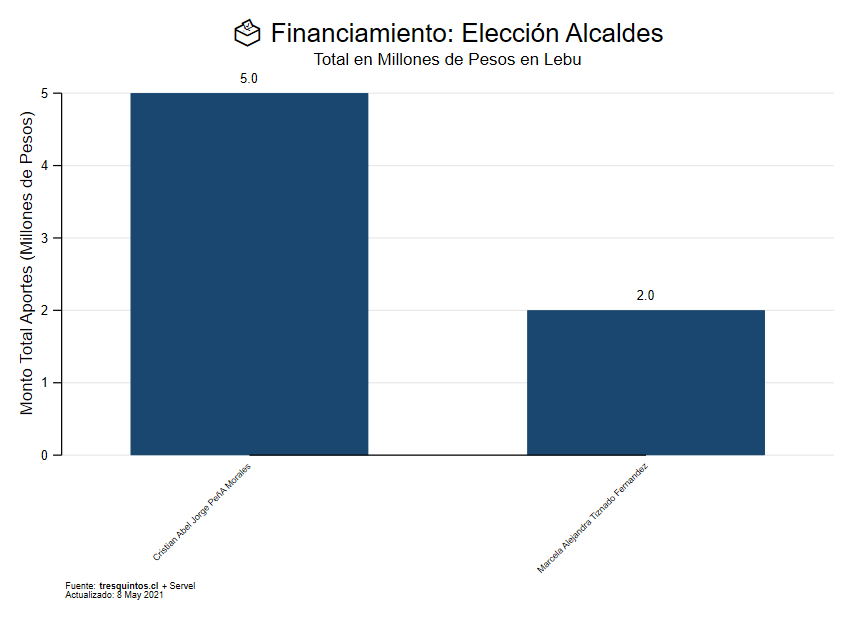 Financiamiento: Elección Alcaldes
Total en Millones de Pesos en Lebu
Monto Total Aportes (Millones de Pesos)
5
4
3
2
1
0
5.0
2.0
Cristian Abel Jorge PeñA Morales
Marcela Alejandra Tiznado Fernandez
Fuente: tresquintos.cl + Servel
Actualizado: 8 May 2021